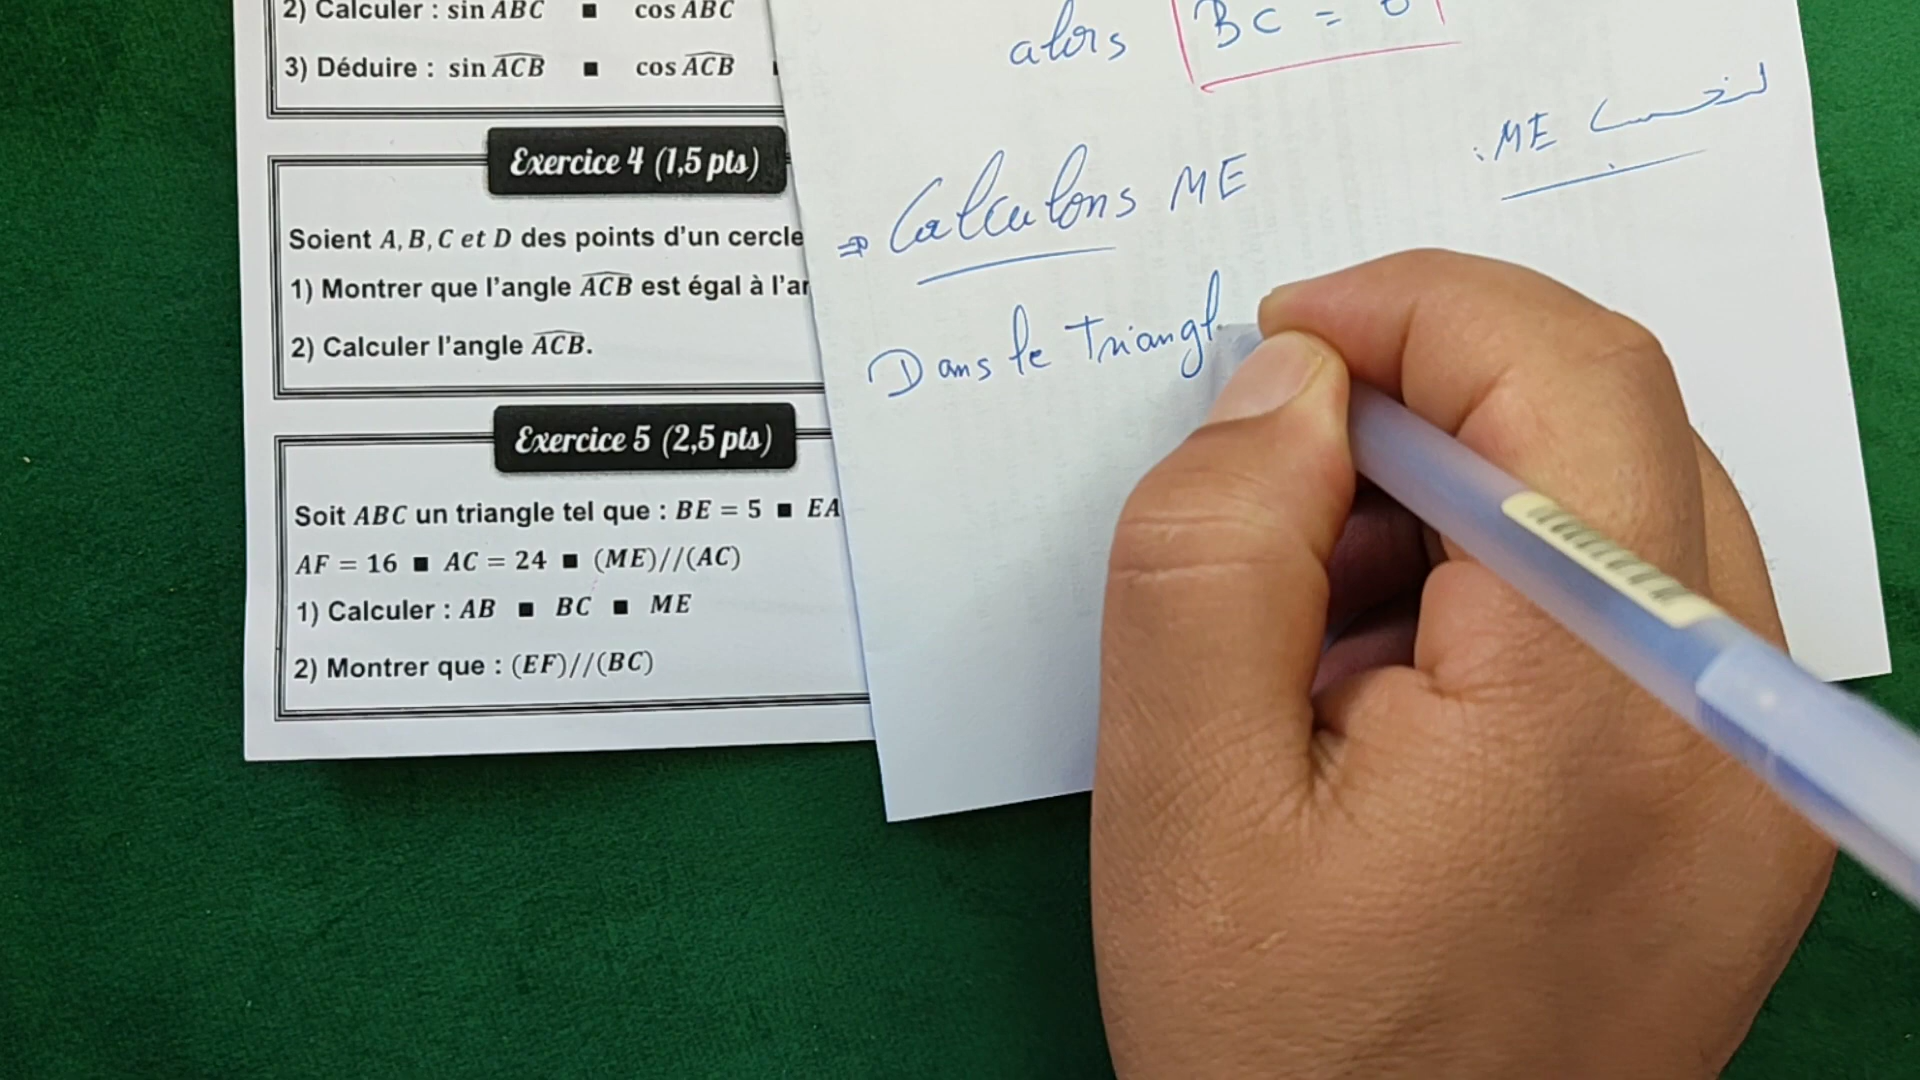 2) Calculer : sin ABC ■ cos ABC
3) Déduire : sin ACB ■ cos ACB
Exercice 4 (1,5 pts)
Soient A, B, C et D des points d'un cercle
1) Montrer que l'angle ACB est égal à l'
2) Calculer l'angle ACB.
Exercice 5 (2,5 pts)
Soit ABC un triangle tel que : BE = 5 ■ EA
AF = 16 ■ AC = 24 ■ (ME)//(AC)
1) Calculer : AB ■ BC ■ ME
2) Montrer que : (EF)//(BC)
alors BC =
لنحسب ME :
⇒ Calculons ME
Dans le Triangl